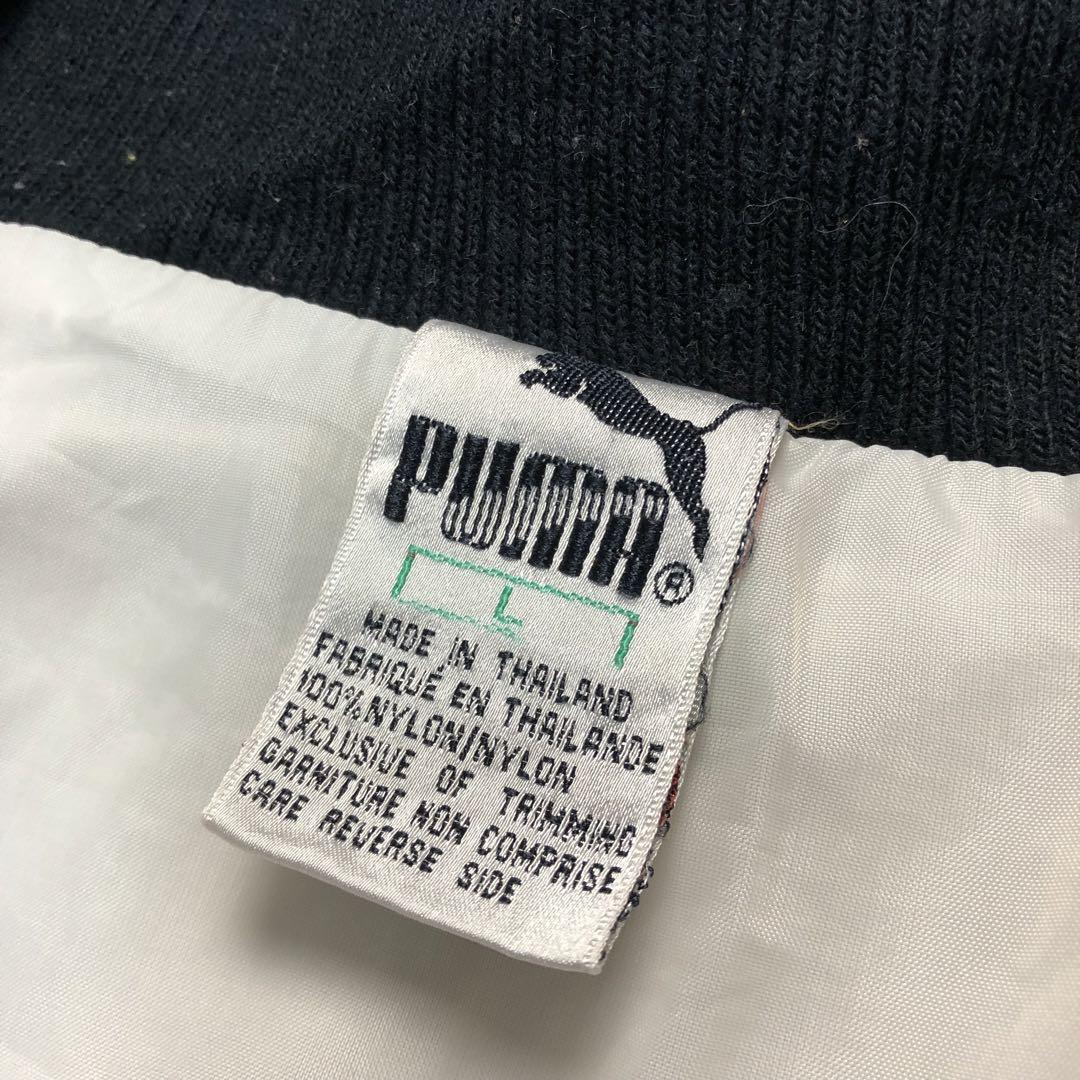 PUMA®
L
MADE IN THAILAND
FABRIQUÉ EN THAILANDE
100%NYLON/NYLON
EXCLUSIVE OF TRIMMING
GARNITURE NON COMPRISE
CARE REVERSE SIDE